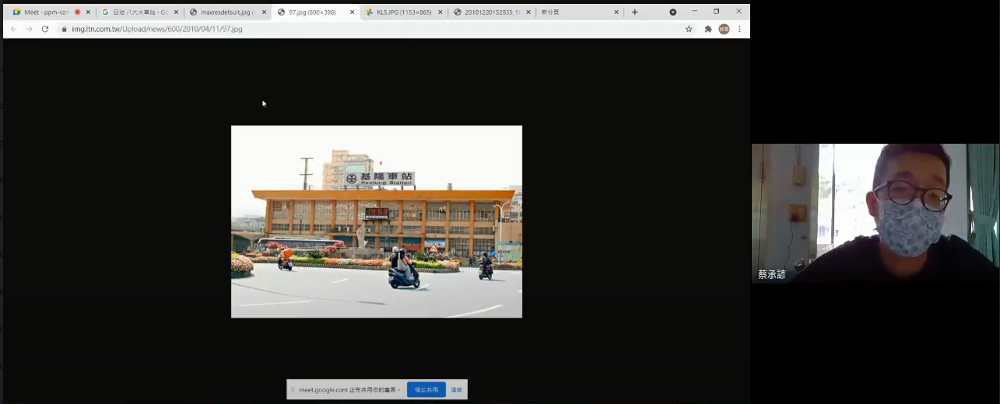 Meet - ppm-vzn
日治 八大火車站 - Go
maxresdefault.jpg (1
97.jpg (600×398)
KLS.JPG (1153×865)
20181220152835_90
新分頁
img.ltn.com.tw/Upload/news/600/2010/04/11/97.jpg
基隆車站
Keelung Station
蔡承諺
meet.google.com 正在共用你的畫面。
停止共用
隱藏